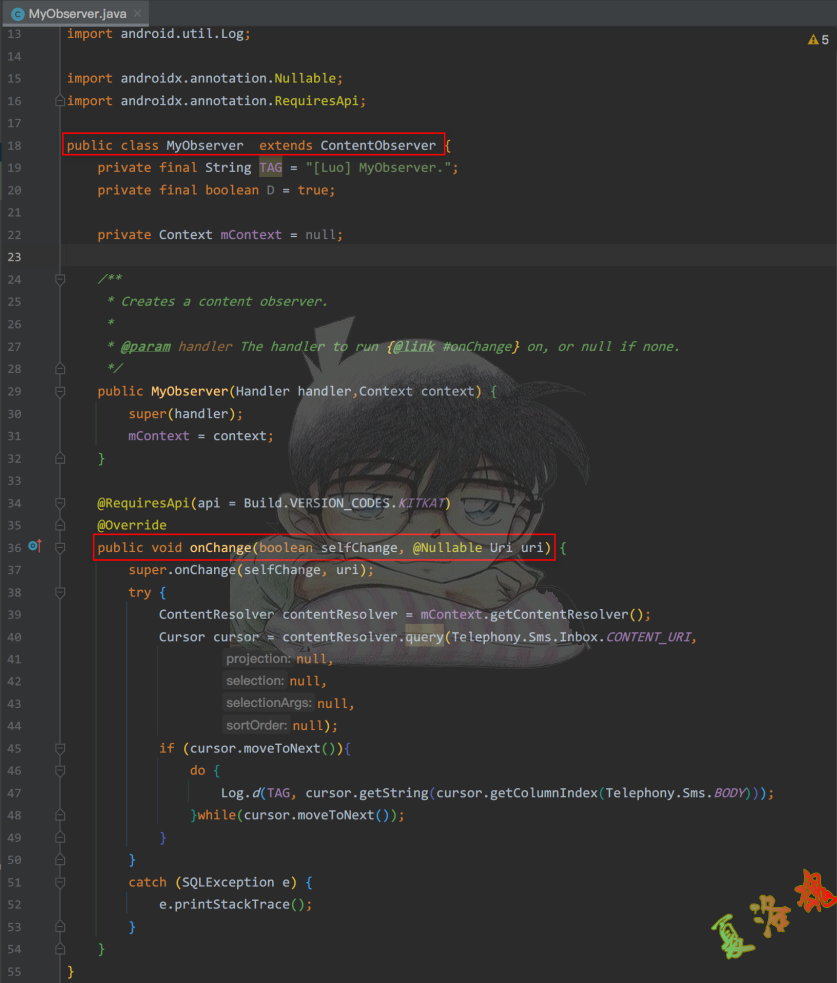 MyObserver.java
5
13 import android.util.Log;
14
15 import androidx.annotation.Nullable;
16 import androidx.annotation.RequiresApi;
17
18 public class MyObserver  extends ContentObserver {
19 private final String TAG = "[Luo] MyObserver.";
20 private final boolean D = true;
21
22 private Context mContext = null;
23
24 /**
25 * Creates a content observer.
26 *
27 * @param handler The handler to run {@link #onChange} on, or null if none.
28 */
29 public MyObserver(Handler handler,Context context) {
30 super(handler);
31 mContext = context;
32 }
33
34 @RequiresApi(api = Build.VERSION_CODES.KITKAT)
35 @Override
36 public void onChange(boolean selfChange, @Nullable Uri uri) {
37 super.onChange(selfChange, uri);
38 try {
39 ContentResolver contentResolver = mContext.getContentResolver();
40 Cursor cursor = contentResolver.query(Telephony.Sms.Inbox.CONTENT_URI,
41 projection: null,
42 selection: null,
43 selectionArgs: null,
44 sortOrder: null);
45 if (cursor.moveToNext()){
46 do {
47 Log.d(TAG, cursor.getString(cursor.getColumnIndex(Telephony.Sms.BODY)));
48 }while(cursor.moveToNext());
49 }
50 }
51 catch (SQLException e) {
52 e.printStackTrace();
53 }
54 }
55 }
夏洛桃